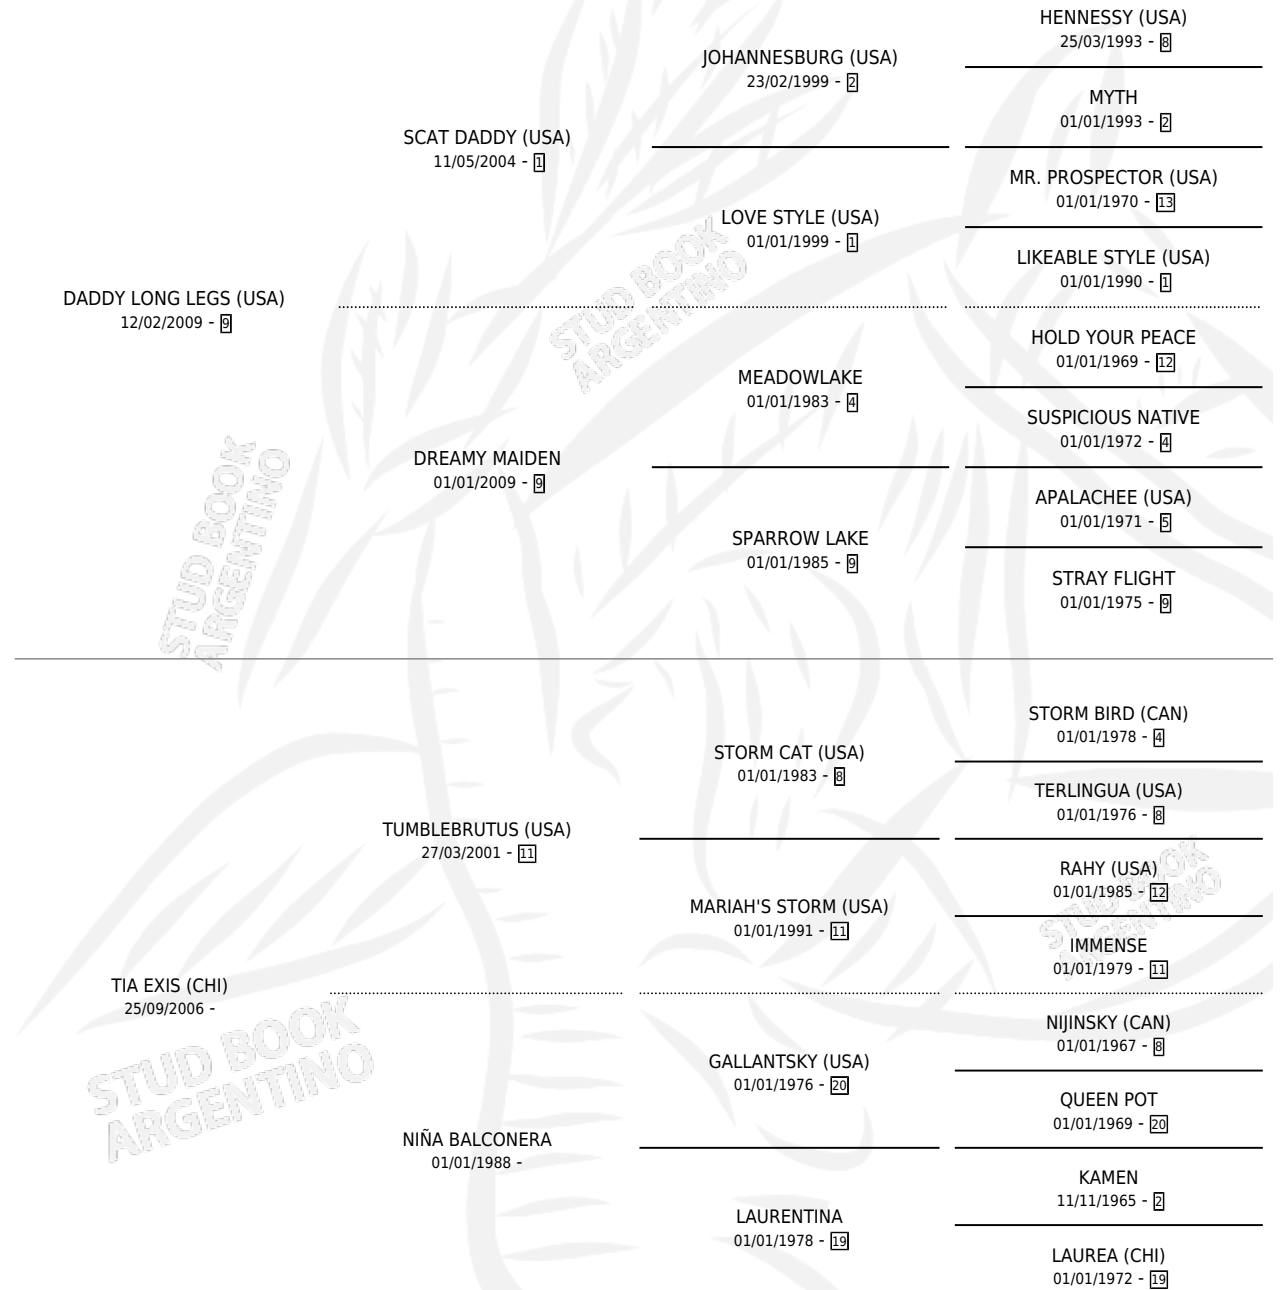 HENNESSY (USA)
25/03/1993 - 8
JOHANNESBURG (USA)
23/02/1999 - 2
MYTH
01/01/1993 - 2
SCAT DADDY (USA)
11/05/2004 - 1
MR. PROSPECTOR (USA)
01/01/1970 - 13
LOVE STYLE (USA)
01/01/1999 - 1
LIKEABLE STYLE (USA)
01/01/1990 - 1
DADDY LONG LEGS (USA)
12/02/2009 - 9
HOLD YOUR PEACE
01/01/1969 - 12
MEADOWLAKE
01/01/1983 - 4
SUSPICIOUS NATIVE
01/01/1972 - 4
DREAMY MAIDEN
01/01/2009 - 9
APALACHEE (USA)
01/01/1971 - 5
SPARROW LAKE
01/01/1985 - 9
STRAY FLIGHT
01/01/1975 - 9
STORM BIRD (CAN)
01/01/1978 - 4
STORM CAT (USA)
01/01/1983 - 8
TERLINGUA (USA)
01/01/1976 - 8
TUMBLEBRUTUS (USA)
27/03/2001 - 11
RAHY (USA)
01/01/1985 - 12
MARIAH'S STORM (USA)
01/01/1991 - 11
IMMENSE
01/01/1979 - 11
TIA EXIS (CHI)
25/09/2006 -
NIJINSKY (CAN)
01/01/1967 - 8
GALLANTSKY (USA)
01/01/1976 - 20
QUEEN POT
01/01/1969 - 20
NIÑA BALCONERA
01/01/1988 -
KAMEN
11/11/1965 - 2
LAURENTINA
01/01/1978 - 19
LAUREA (CHI)
01/01/1972 - 19
STUD BOOK
ARGENTINO
STUD BOOK
ARGENTINO
STUD BOOK
ARGENTINO
STUD BOOK
ARGENTINO